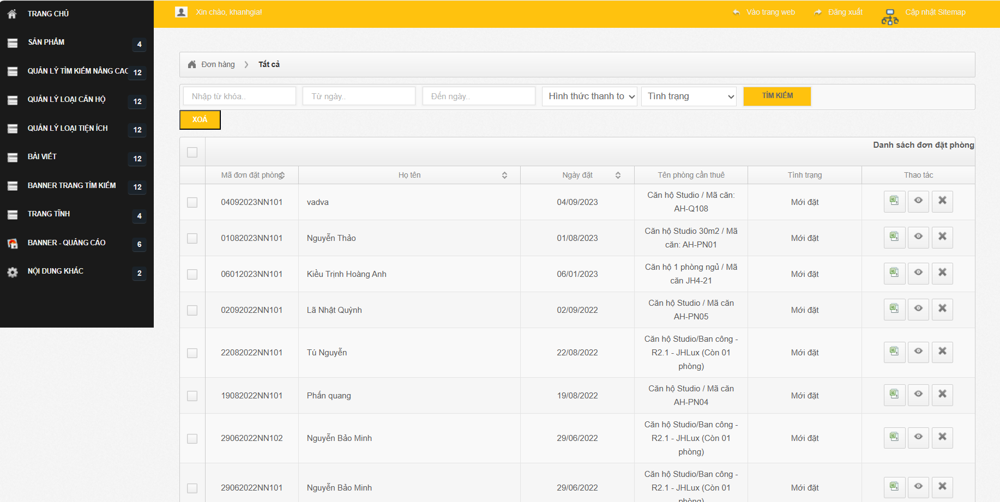 TRANG CHỦ
SẢN PHẨM
4
QUẢN LÝ TÌM KIẾM NÂNG CAO
12
QUẢN LÝ LOẠI CĂN HỘ
12
QUẢN LÝ LOẠI TIỆN ÍCH
12
BÀI VIẾT
12
BANNER TRANG TÌM KIẾM
12
TRANG TĨNH
4
BANNER - QUẢNG CÁO
6
NỘI DUNG KHÁC
2
Xin chào, khanhgia!
Vào trang web
Đăng xuất
Cập nhật Sitemap
Đơn hàng
Tất cả
Nhập từ khóa..
Từ ngày..
Đến ngày..
Hình thức thanh to
Tình trạng
TÌM KIẾM
XOÁ
Danh sách đơn đặt phòng
Mã đơn đặt phòng Họ tên Ngày đặt Tên phòng cần thuê Tình trạng Thao tác
04092023NN101 vadva 04/09/2023 Căn hộ Studio / Mã căn: Mới đặt
AH-Q108
01082023NN101 Nguyễn Thảo 01/08/2023 Căn hộ Studio 30m2 / Mã Mới đặt
căn: AH-PN01
06012023NN101 Kiều Trịnh Hoàng Anh 06/01/2023 Căn hộ 1 phòng ngủ / Mã Mới đặt
căn JH4-21
02092022NN101 Lã Nhật Quỳnh 02/09/2022 Căn hộ Studio / Mã căn Mới đặt
AH-PN05
Căn hộ Studio/Ban công -
22082022NN101 Tú Nguyễn 22/08/2022 R2.1 - JHLux (Còn 01 Mới đặt
phòng)
19082022NN101 Phấn quang 19/08/2022 Căn hộ Studio / Mã căn Mới đặt
AH-PN04
Căn hộ Studio/Ban công -
29062022NN102 Nguyễn Bảo Minh 29/06/2022 R2.1 - JHLux (Còn 01 Mới đặt
phòng)
Căn hộ Studio/Ban công -
29062022NN101 Nguyễn Bảo Minh 29/06/2022 R2.1 - JHLux (Còn 01 Mới đặt
phòng)